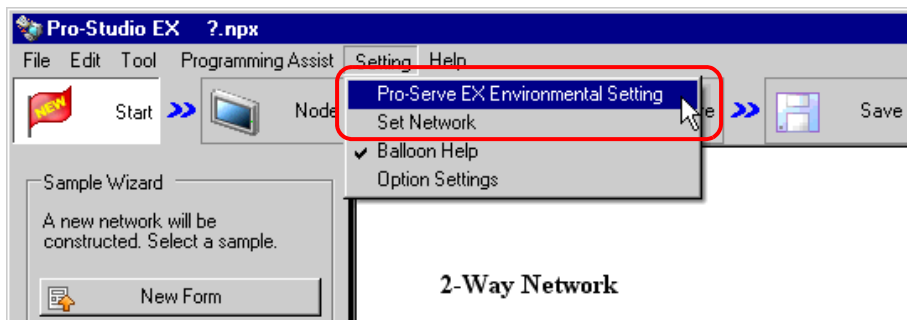 Pro-Studio EX ?.npx
File Edit Tool Programming Assist Setting Help
NEW
Start
Node
Save
Pro-Serve EX Environmental Setting
Set Network
Balloon Help
Option Settings
Sample Wizard
A new network will be
constructed. Select a sample.
New Form
2-Way Network